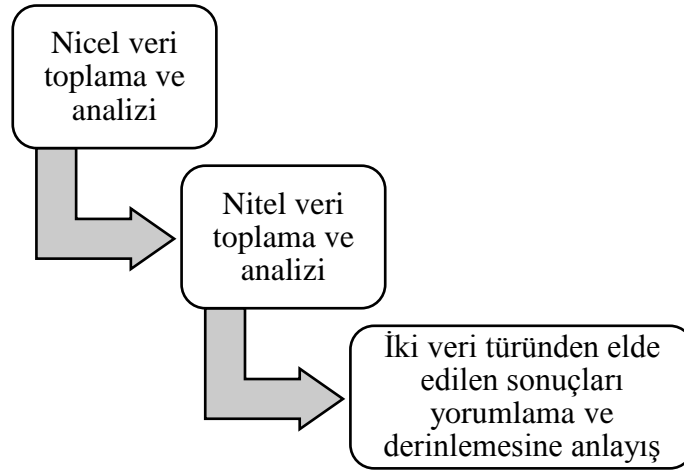 Nicel veri
toplama ve
analizi
Nitel veri
toplama ve
analizi
İki veri türünden elde
edilen sonuçları
yorumlama ve
derinlemesine anlayış